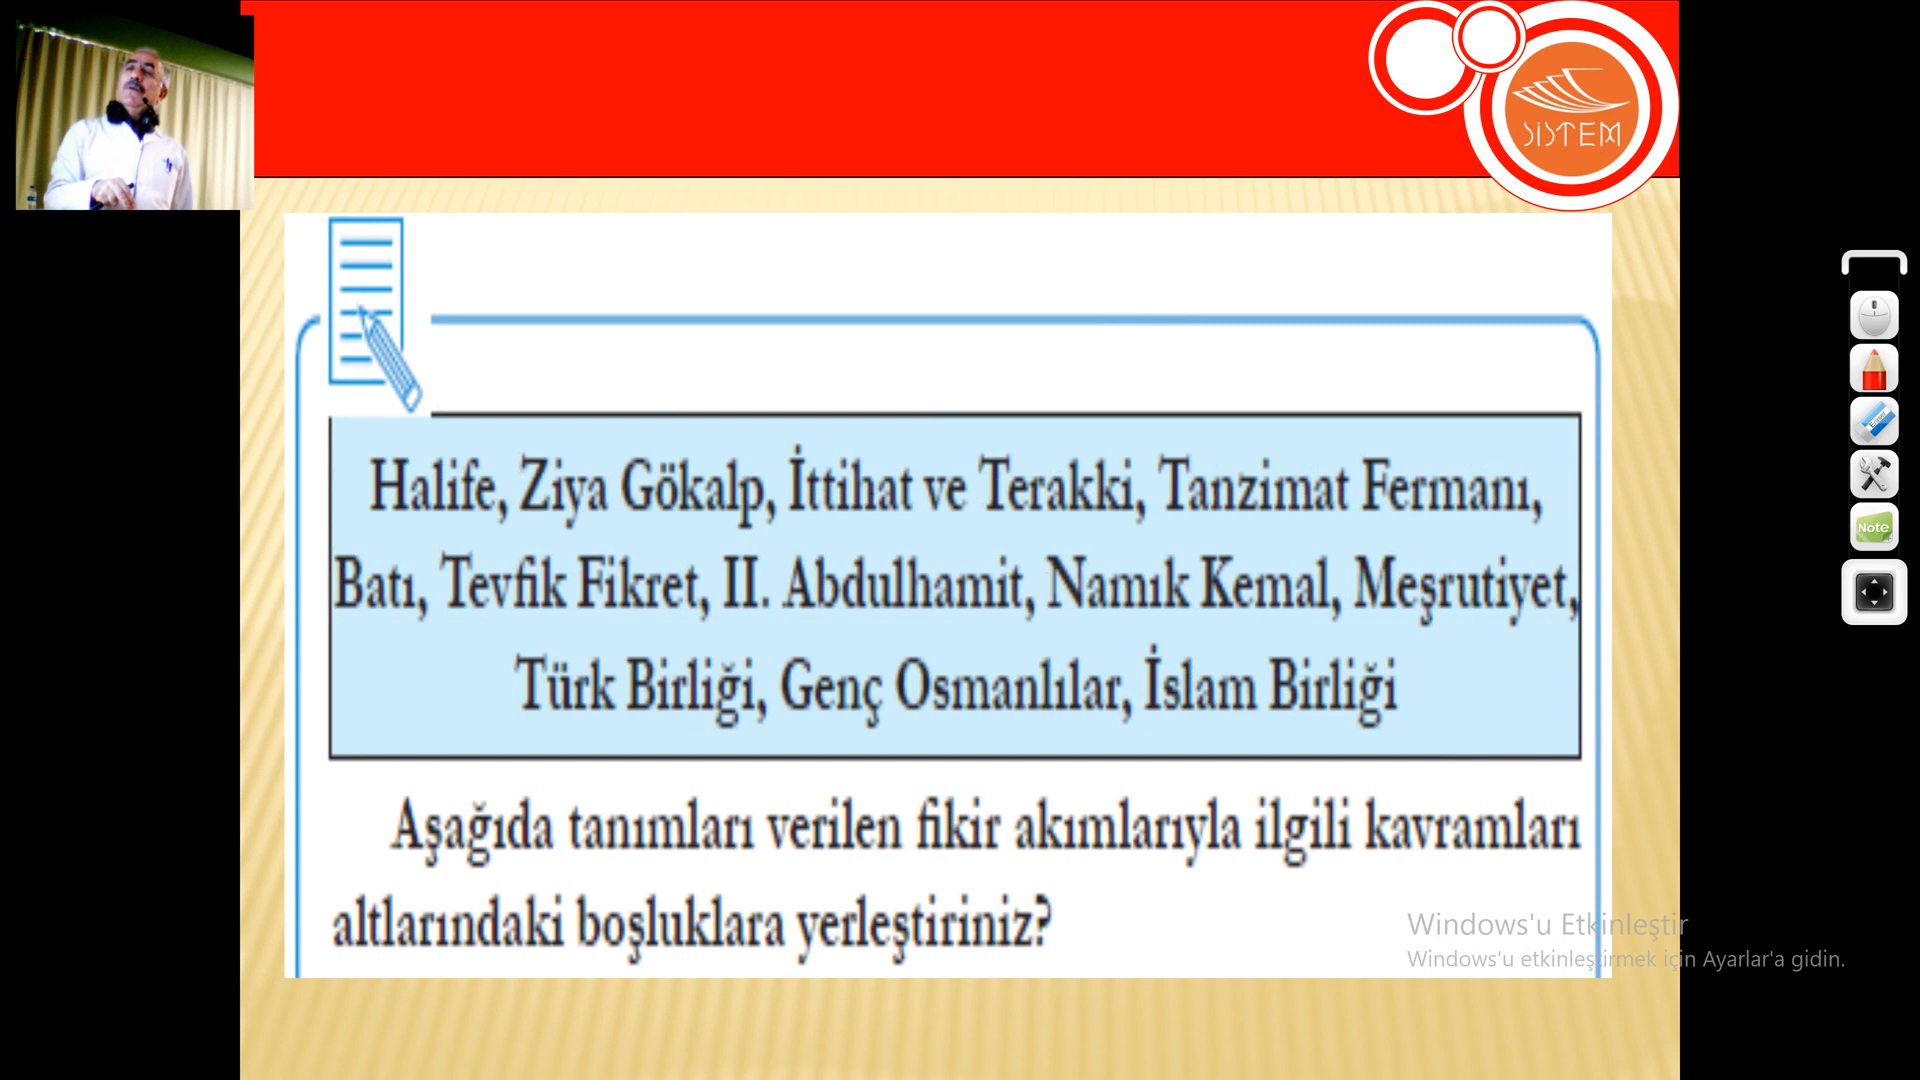 SİSTEM
Halife, Ziya Gökalp, İttihat ve Terakki, Tanzimat Fermanı,
Batı, Tevfik Fikret, II. Abdulhamit, Namık Kemal, Meşrutiyet,
Türk Birliği, Genç Osmanlılar, İslam Birliği
Aşağıda tanımları verilen fikir akımlarıyla ilgili kavramları
altlarındaki boşluklara yerleştiriniz?
Windows'u Etkinleştir
Windows'u etkinleştirmek için Ayarlar'a gidin.
Note